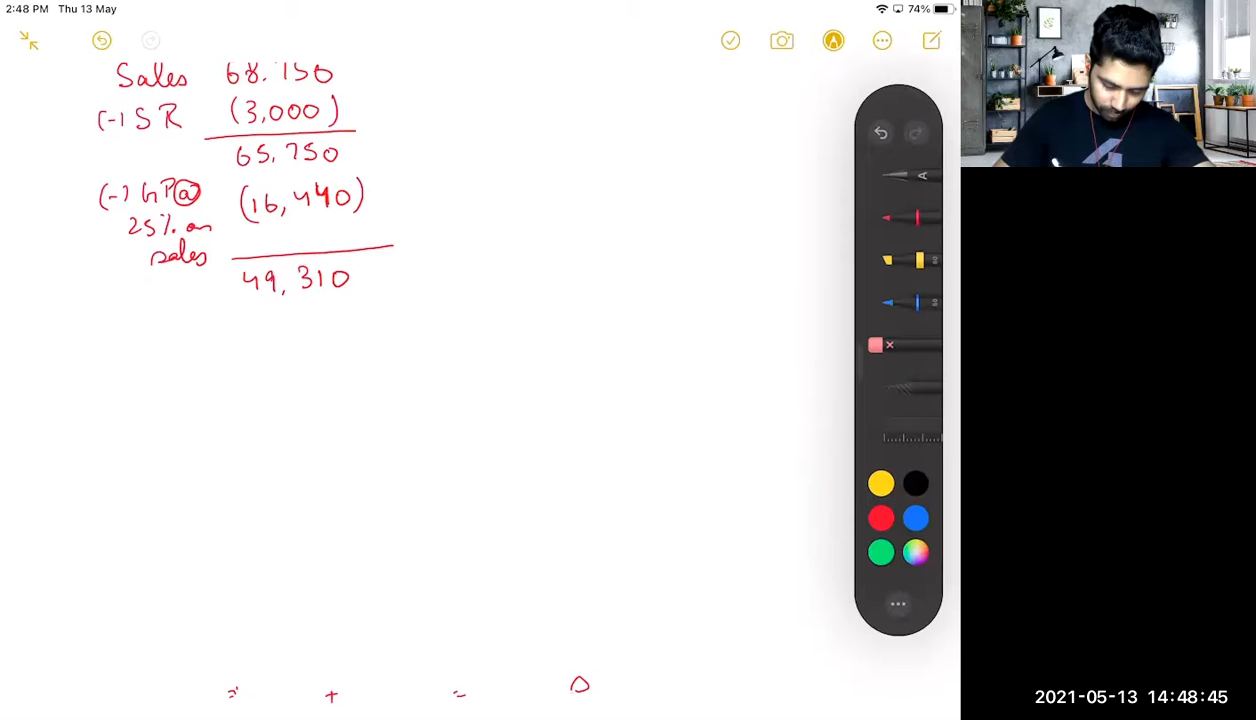 2:48 PM Thu 13 May
74%
Sales 68,750
(-) SR (3,000)
65,750
(-) GP@ (16,440)
25% on
sales
49,310
= + =
2021-05-13 14:48:45